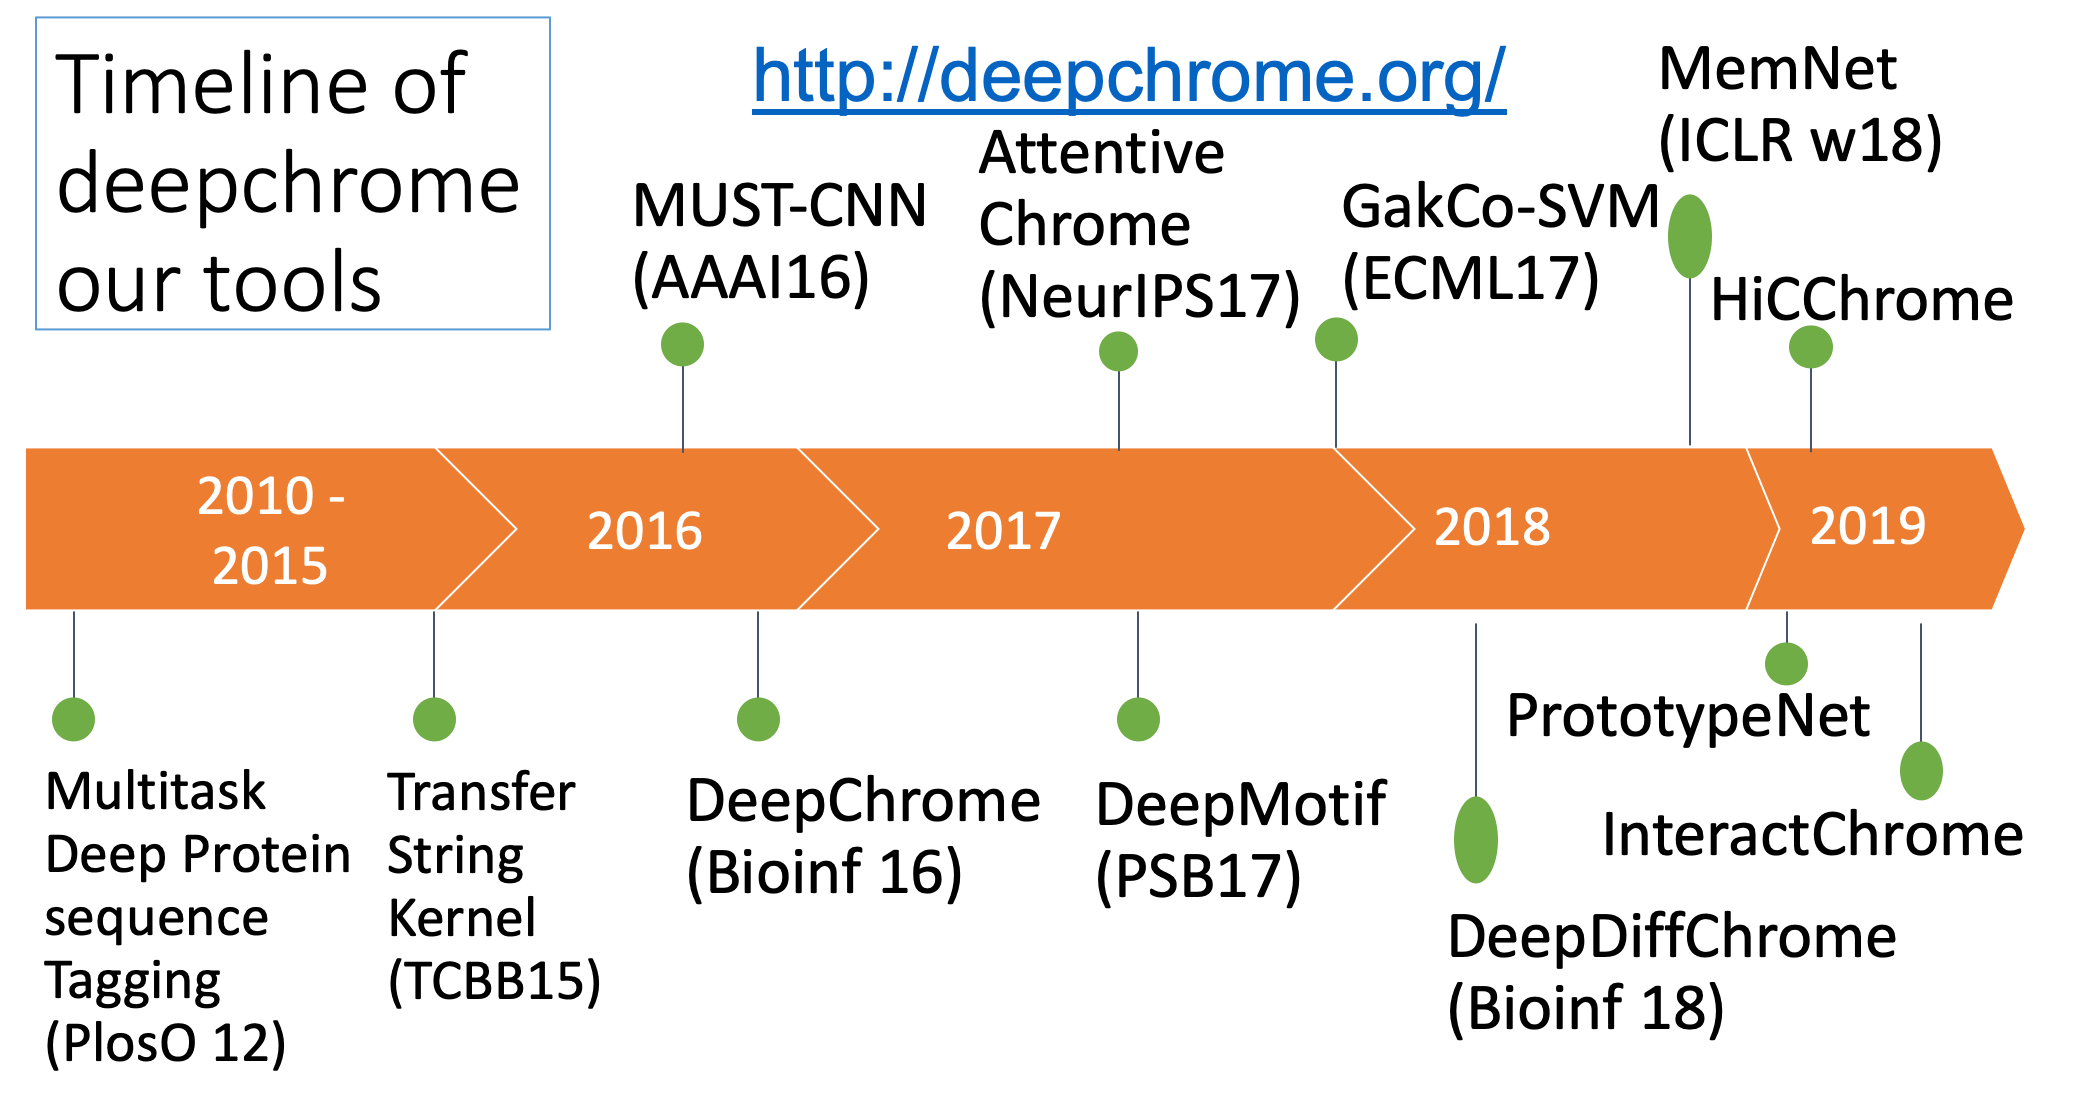 Timeline of
deepchrome
our tools
http://deepchrome.org/
MUST-CNN
(AAAI16)
Attentive
Chrome
(NeurIPS17)
GakCo-SVM
(ECML17)
MemNet
(ICLR w18)
HiCChrome
2010 -
2015
2016
2017
2018
2019
Multitask
Deep Protein
sequence
Tagging
(PlosO 12)
Transfer
String
Kernel
(TCBB15)
DeepChrome
(Bioinf 16)
DeepMotif
(PSB17)
DeepDiffChrome
(Bioinf 18)
PrototypeNet
InteractChrome